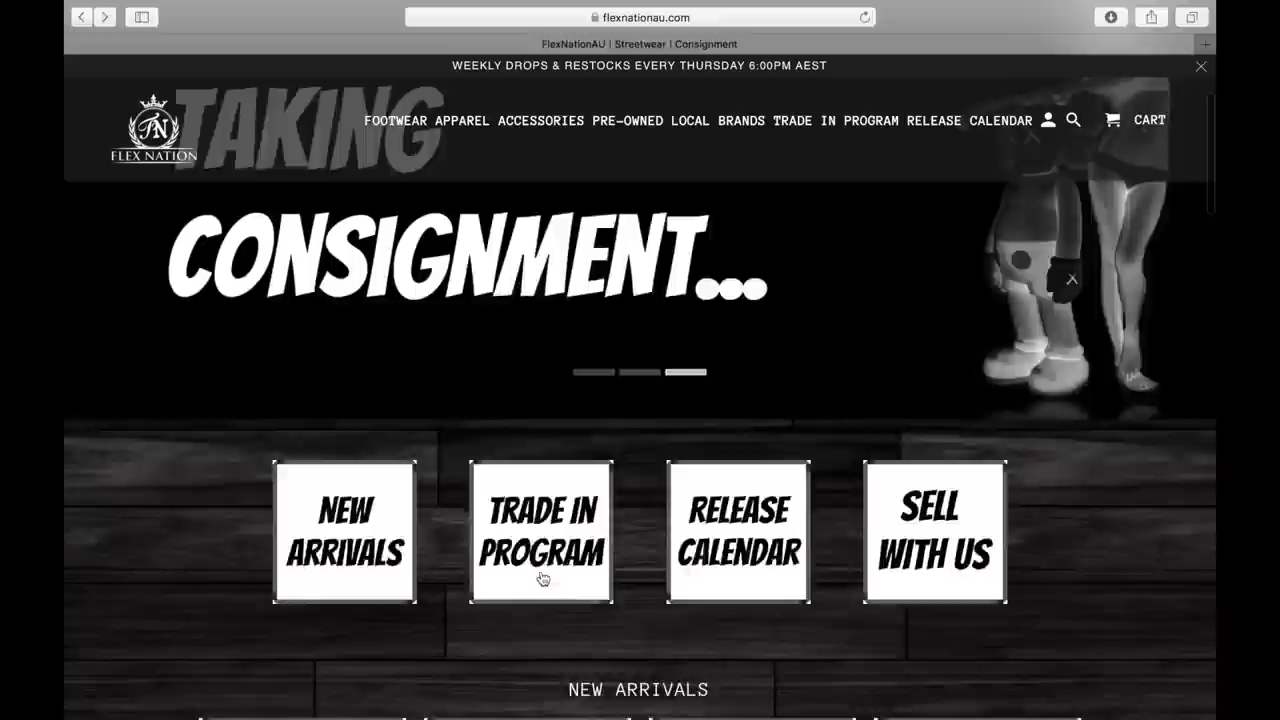 flexnationau.com
FlexNationAU | Streetwear | Consignment
WEEKLY DROPS & RESTOCKS EVERY THURSDAY 6:00PM AEST
TAKING
FN
FLEX NATION
FOOTWEAR APPAREL ACCESSORIES PRE-OWNED LOCAL BRANDS TRADE IN PROGRAM RELEASE CALENDAR CART
CONSIGNMENT...
NEW
ARRIVALS
TRADE IN
PROGRAM
RELEASE
CALENDAR
SELL
WITH US
NEW ARRIVALS